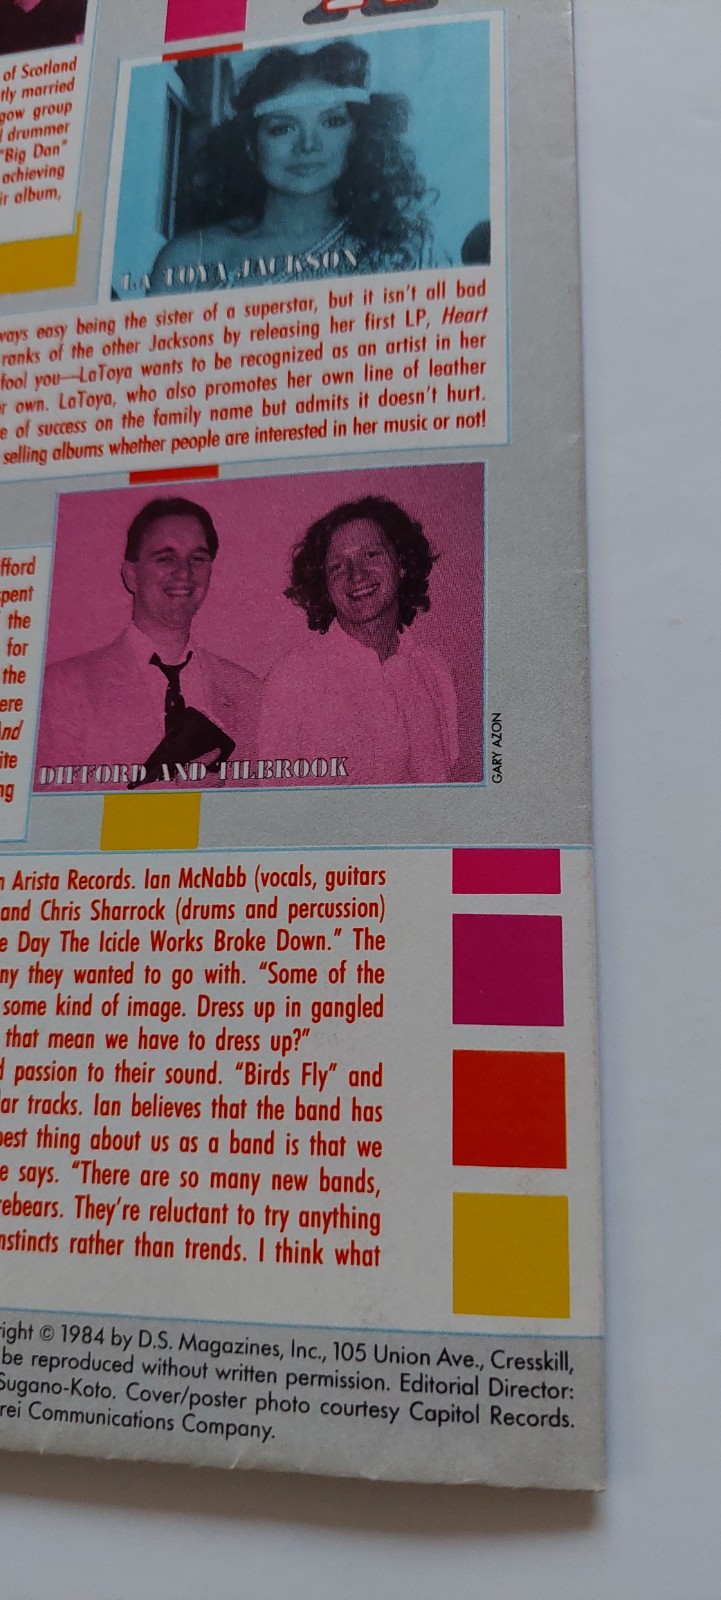 of Scotland
tly married
gow group
drummer
"Big Dan"
achieving
ir album,
LA TOYA JACKSON
ways easy being the sister of a superstar, but it isn't all bad
ranks of the other Jacksons by releasing her first LP, Heart
fool you—LaToya wants to be recognized as an artist in her
r own. LaToya, who also promotes her own line of leather
e of success on the family name but admits it doesn't hurt.
selling albums whether people are interested in her music or not!
fford
pent
the
for
the
ere
And
ite
ng
DIFFORD AND TILBROOK
GARY AZON
n Arista Records. Ian McNabb (vocals, guitars
and Chris Sharrock (drums and percussion)
e Day The Icicle Works Broke Down." The
ny they wanted to go with. "Some of the
some kind of image. Dress up in gangled
that mean we have to dress up?"
d passion to their sound. "Birds Fly" and
ar tracks. Ian believes that the band has
best thing about us as a band is that we
e says. "There are so many new bands,
rebears. They're reluctant to try anything
nstincts rather than trends. I think what
right © 1984 by D.S. Magazines, Inc., 105 Union Ave., Cresskill,
be reproduced without written permission. Editorial Director:
Sugano-Koto. Cover/poster photo courtesy Capitol Records.
rei Communications Company.